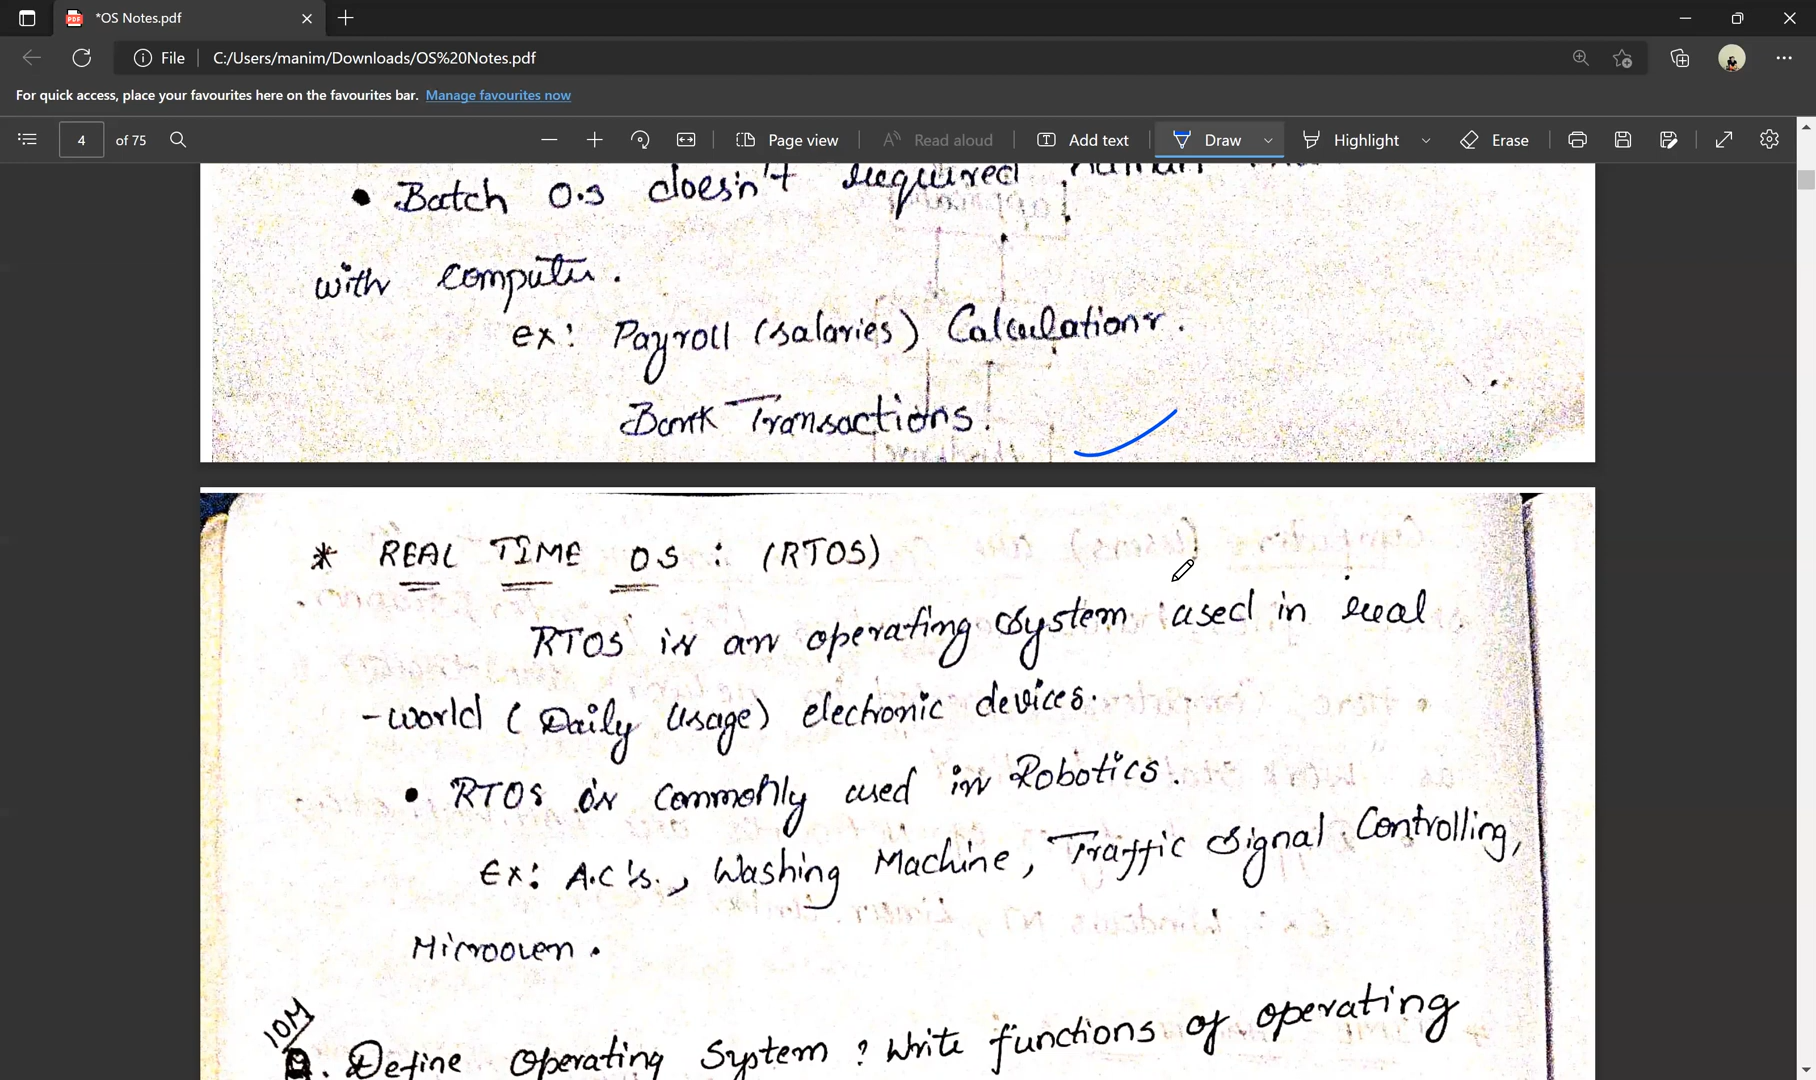 *OS Notes.pdf
File
C:/Users/manim/Downloads/OS%20Notes.pdf
For quick access, place your favourites here on the favourites bar. Manage favourites now
4 of 75
Page view
Read aloud
Add text
Draw
Highlight
Erase
• Batch O.S doesn't required human
with computer.
ex: Payroll (salaries) Calculations.
Bank Transactions.
* REAL TIME OS : (RTOS)
RTOS is an operating System used in real
-world (Daily Usage) electronic devices.
• RTOS is commonly used in Robotics.
Ex: A.C's., Washing Machine, Traffic Signal Controlling,
Microoven.
10M
Q. Define Operating System? Write functions of operating